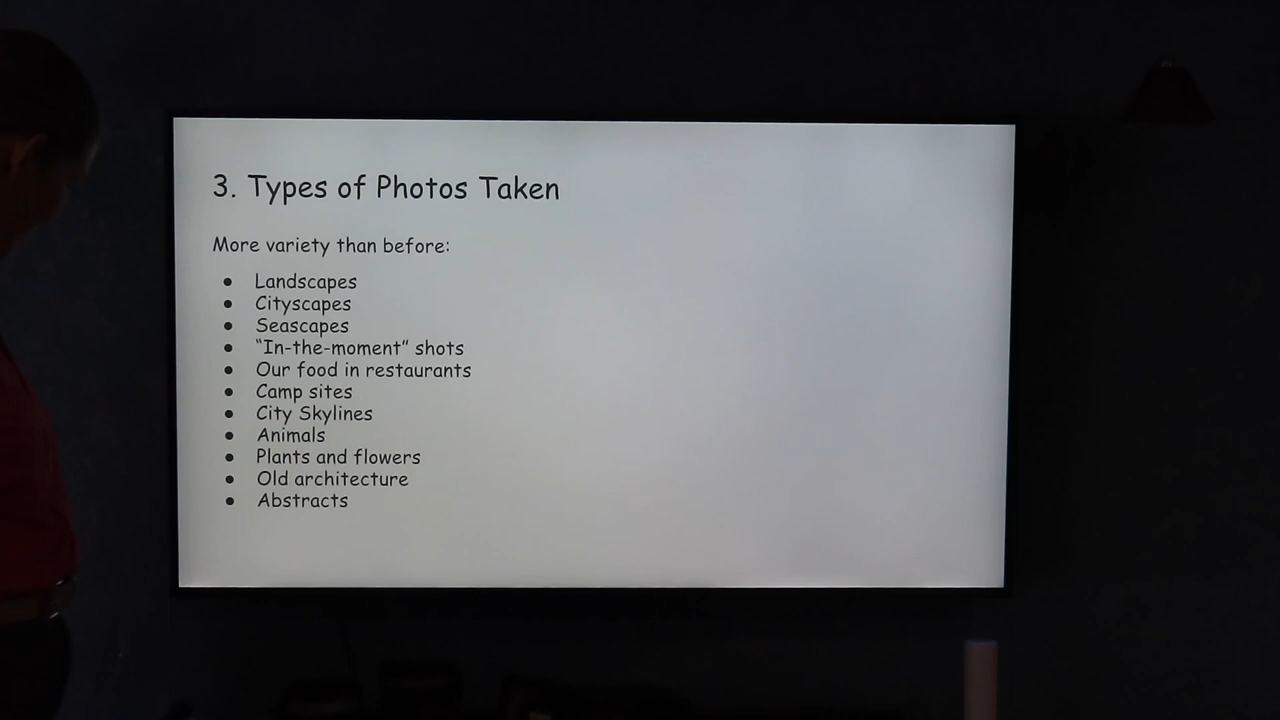 3. Types of Photos Taken
More variety than before:
● Landscapes
● Cityscapes
● Seascapes
● “In-the-moment” shots
● Our food in restaurants
● Camp sites
● City Skylines
● Animals
● Plants and flowers
● Old architecture
● Abstracts